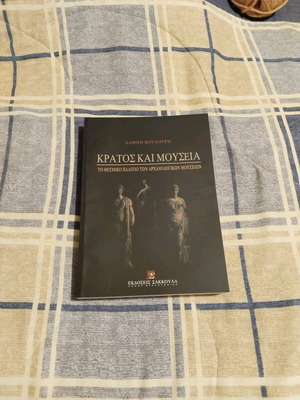 ΔΑΦΝΗ ΒΟΥΔΟΥΡΗ
ΚΡΑΤΟΣ ΚΑΙ ΜΟΥΣΕΙΑ
ΤΟ ΘΕΣΜΙΚΟ ΠΛΑΙΣΙΟ ΤΩΝ ΑΡΧΑΙΟΛΟΓΙΚΩΝ ΜΟΥΣΕΙΩΝ
ΕΚΔΟΣΕΙΣ ΣΑΚΚΟΥΛΑ